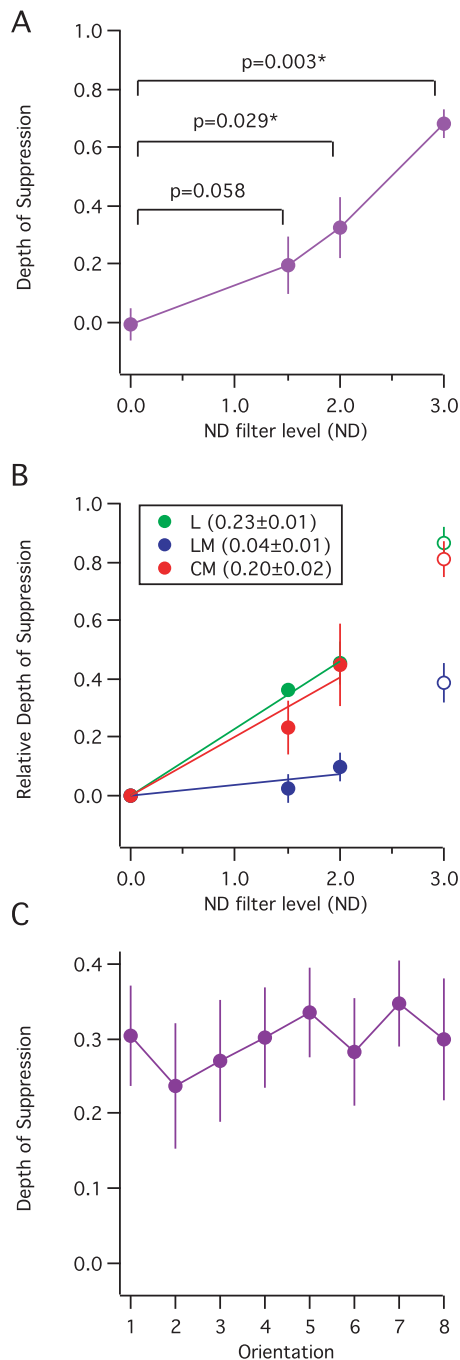 A
1.0
0.8
0.6
0.4
0.2
0.0
Depth of Suppression
p=0.003*
p=0.029*
p=0.058
0.0 1.0 2.0 3.0
ND filter level (ND)
B
1.0
0.8
0.6
0.4
0.2
0.0
Relative Depth of Suppression
L (0.23±0.01)
LM (0.04±0.01)
CM (0.20±0.02)
0.0 1.0 2.0 3.0
ND filter level (ND)
C
0.4
0.3
0.2
0.1
0.0
Depth of Suppression
1 2 3 4 5 6 7 8
Orientation